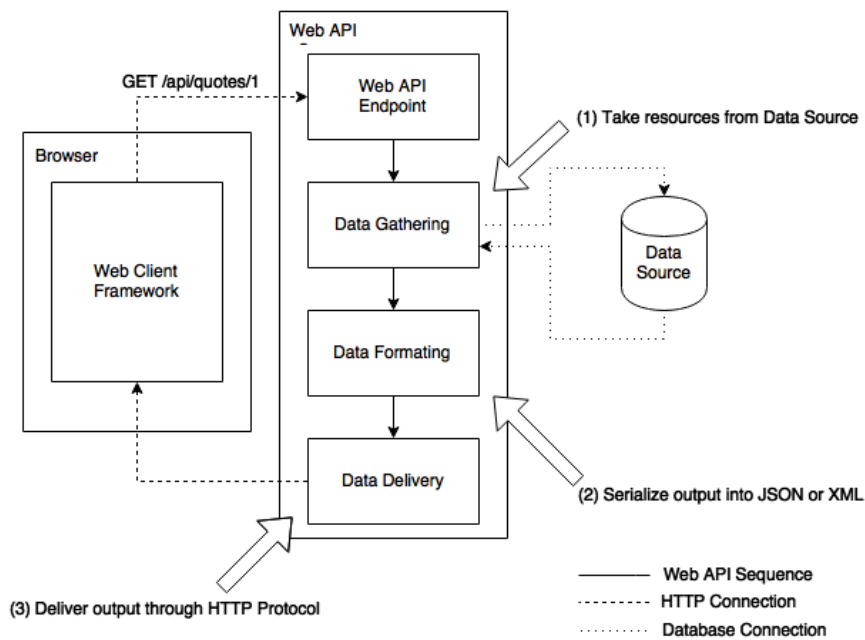 Web API
GET /api/quotes/1
Web API
Endpoint
(1) Take resources from Data Source
Browser
Data Gathering
Data
Source
Web Client
Framework
Data Formating
Data Delivery
(2) Serialize output into JSON or XML
Web API Sequence
(3) Deliver output through HTTP Protocol
HTTP Connection
Database Connection